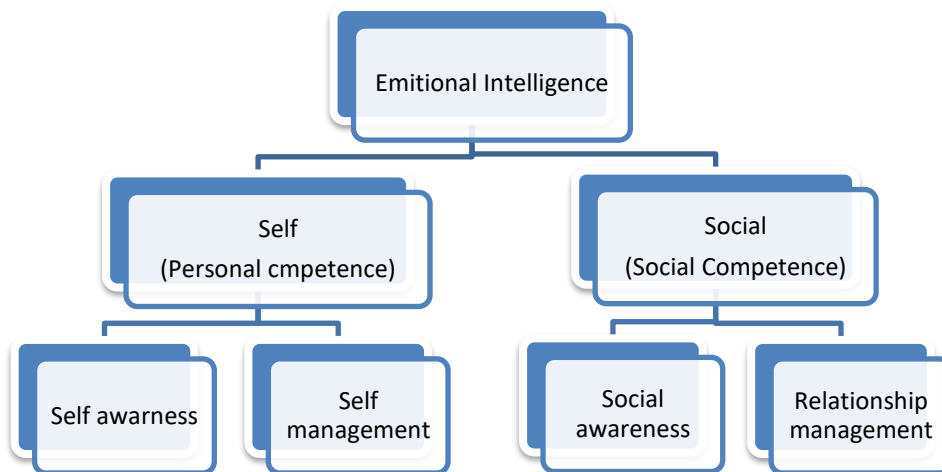 Emitional Intelligence
Self
(Personal cmpetence)
Social
(Social Competence)
Self awarness
Self
management
Social
awareness
Relationship
management